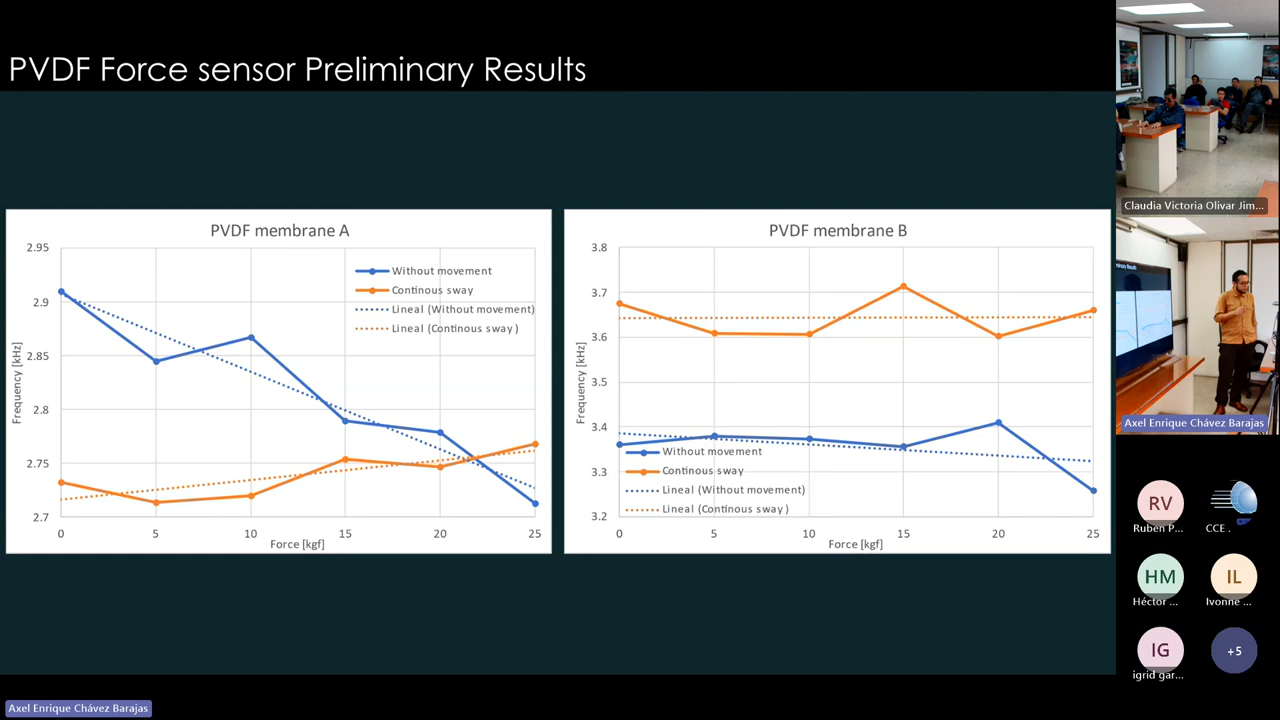 PVDF Force sensor Preliminary Results
PVDF membrane A
2.95
2.9
2.85
2.8
2.75
2.7
Frequency [kHz]
0 5 10 15 20 25
Force [kgf]
Without movement
Continous sway
Lineal (Without movement)
Lineal (Continous sway )
PVDF membrane B
3.8
3.7
3.6
3.5
3.4
3.3
3.2
Frequency [kHz]
0 5 10 15 20 25
Force [kgf]
Without movement
Continous sway
Lineal (Without movement)
Lineal (Continous sway )
Claudia Victoria Olivar Jim...
Axel Enrique Chávez Barajas
RV
Ruben P...
CCE .
HM
Héctor ...
IL
Ivonne ...
IG
igrid gar...
+5
Axel Enrique Chávez Barajas